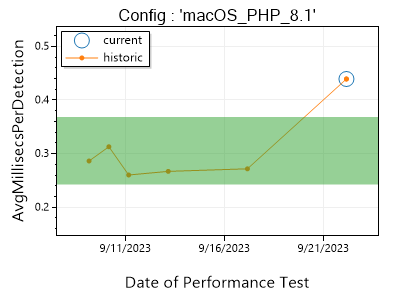 Config : 'macOS_PHP_8.1'
current
historic
AvgMillisecsPerDetection
0.5
0.4
0.3
0.2
9/11/2023
9/16/2023
9/21/2023
Date of Performance Test